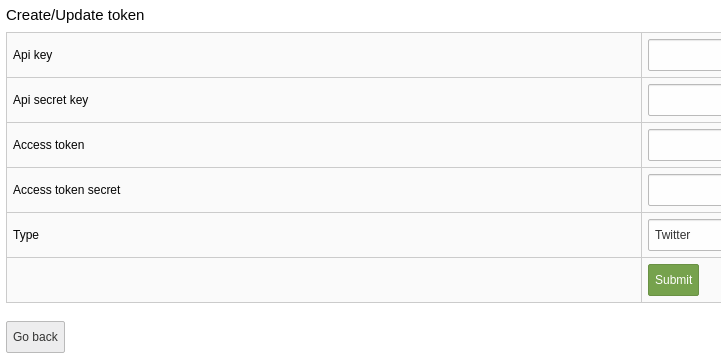 Create/Update token
Api key
Api secret key
Access token
Access token secret
Type
Twitter
Submit
Go back